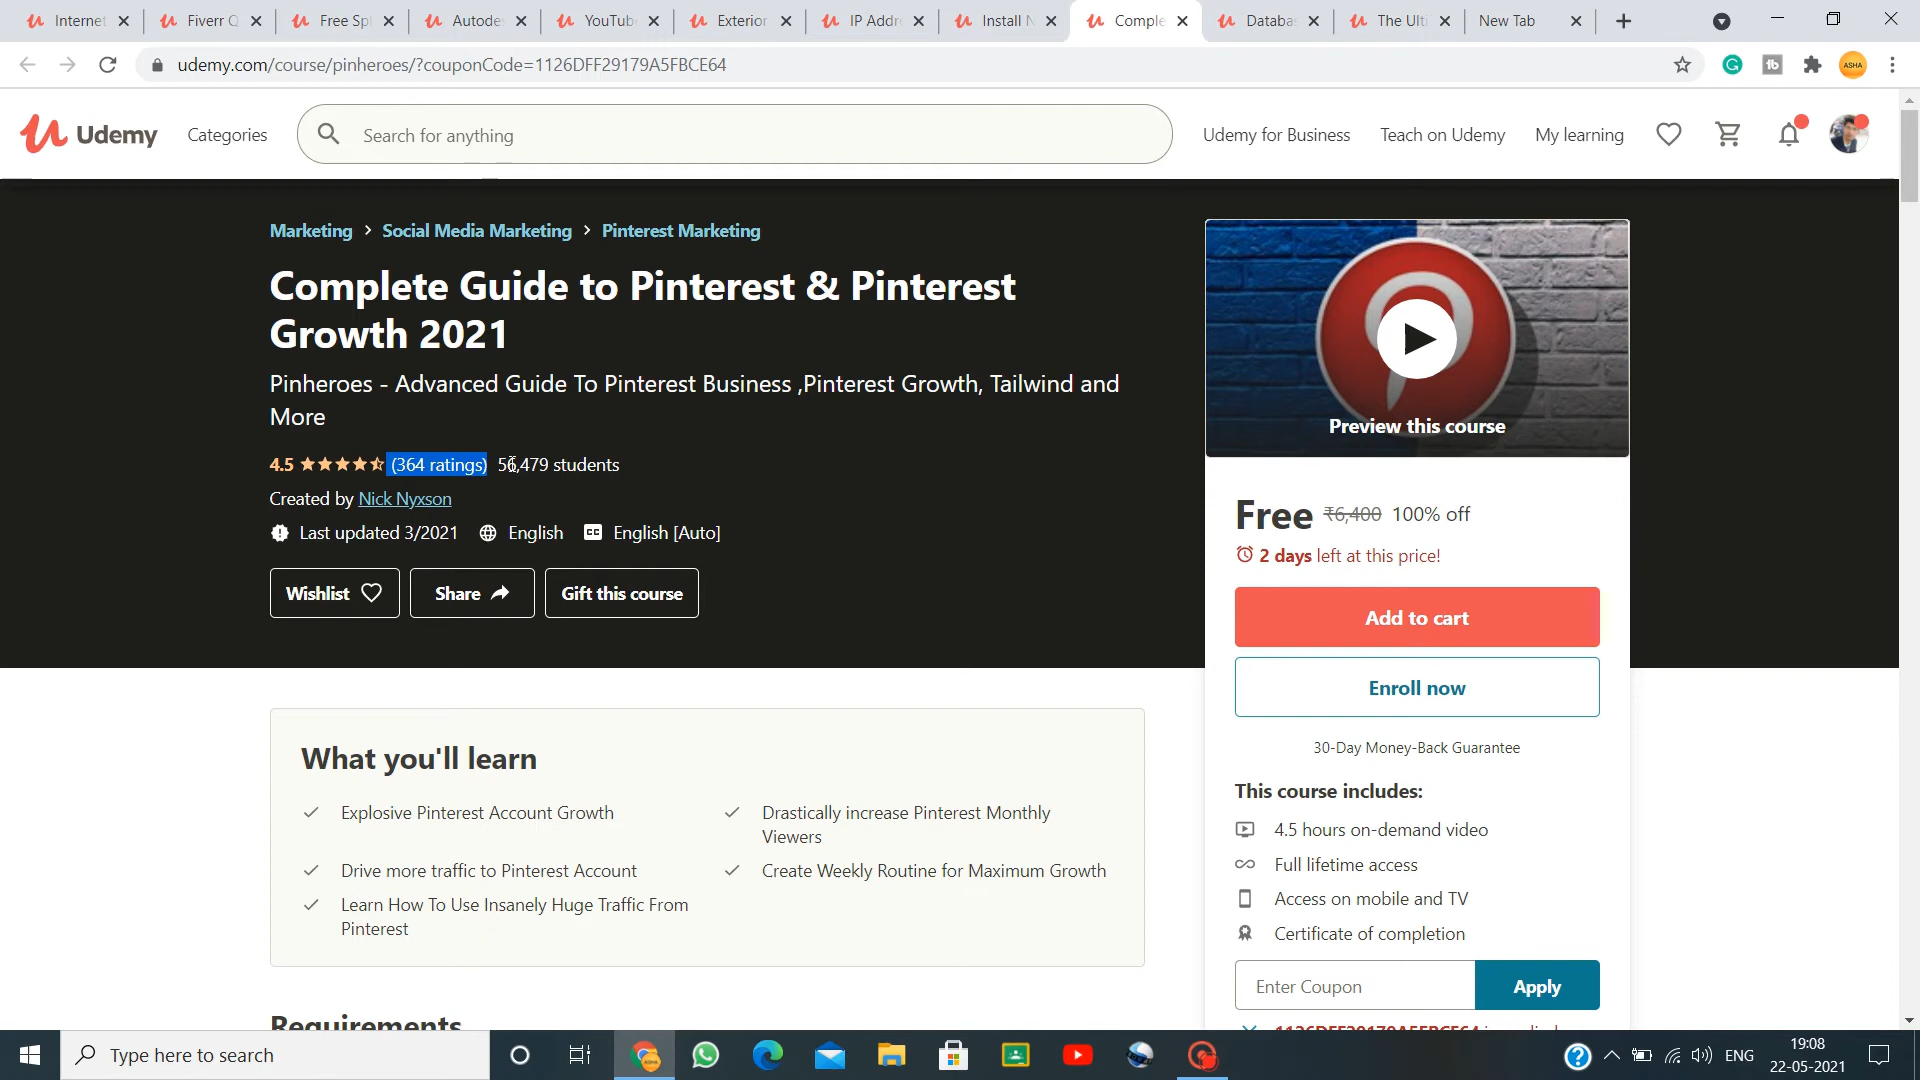 Internet
Fiverr
Free Sp
Autode
YouTub
Exterior
IP Addr
Install
Comple
Databa
The Ulti
New Tab
udemy.com/course/pinheroes/?couponCode=1126DFF29179A5FBCE64
ASHA
Udemy
Categories
Search for anything
Udemy for Business
Teach on Udemy
My learning
Marketing > Social Media Marketing > Pinterest Marketing
Complete Guide to Pinterest & Pinterest
Growth 2021
Pinheroes - Advanced Guide To Pinterest Business ,Pinterest Growth, Tailwind and
More
4.5 (364 ratings) 56,479 students
Created by Nick Nyxson
Last updated 3/2021 English English [Auto]
Wishlist Share Gift this course
Preview this course
Free ₹6,400 100% off
2 days left at this price!
Add to cart
Enroll now
30-Day Money-Back Guarantee
This course includes:
4.5 hours on-demand video
Full lifetime access
Access on mobile and TV
Certificate of completion
Enter Coupon Apply
What you'll learn
Explosive Pinterest Account Growth
Drastically increase Pinterest Monthly
Viewers
Drive more traffic to Pinterest Account
Create Weekly Routine for Maximum Growth
Learn How To Use Insanely Huge Traffic From
Pinterest
Requirements
Type here to search
ENG
19:08
22-05-2021